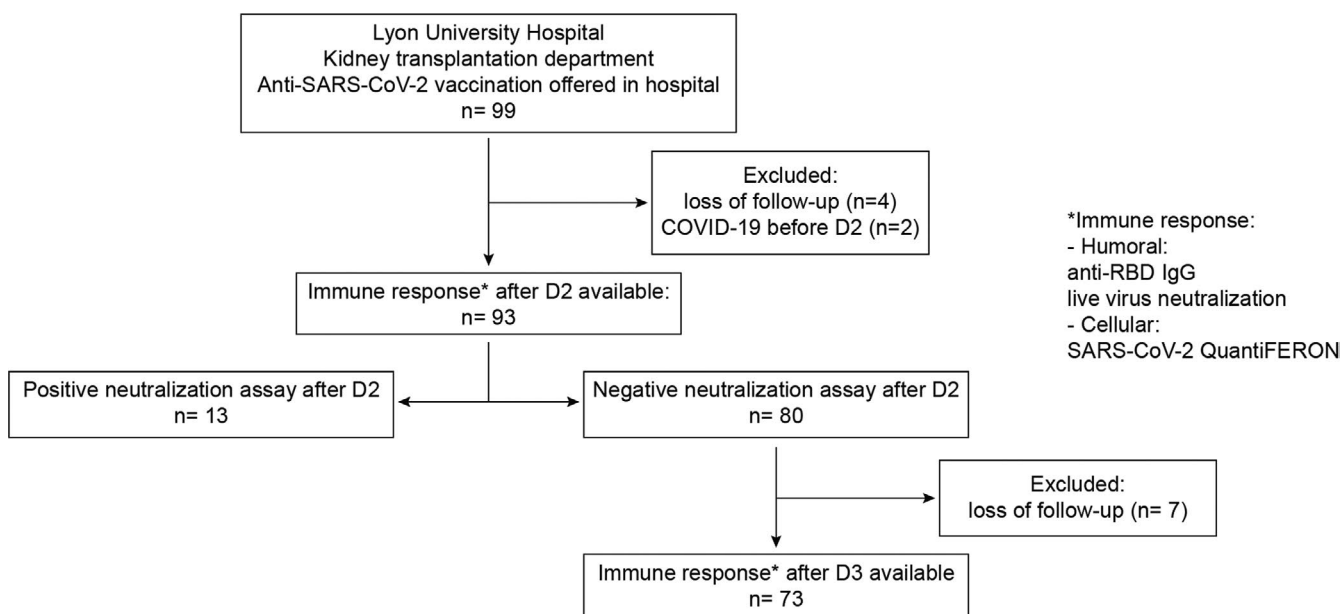 Lyon University Hospital
Kidney transplantation department
Anti-SARS-CoV-2 vaccination offered in hospital
n= 99
Excluded:
loss of follow-up (n=4)
COVID-19 before D2 (n=2)
*Immune response:
- Humoral:
anti-RBD IgG
live virus neutralization
- Cellular:
SARS-CoV-2 QuantiFERON
Immune response* after D2 available:
n= 93
Positive neutralization assay after D2
n= 13
Negative neutralization assay after D2
n= 80
Excluded:
loss of follow-up (n= 7)
Immune response* after D3 available
n= 73